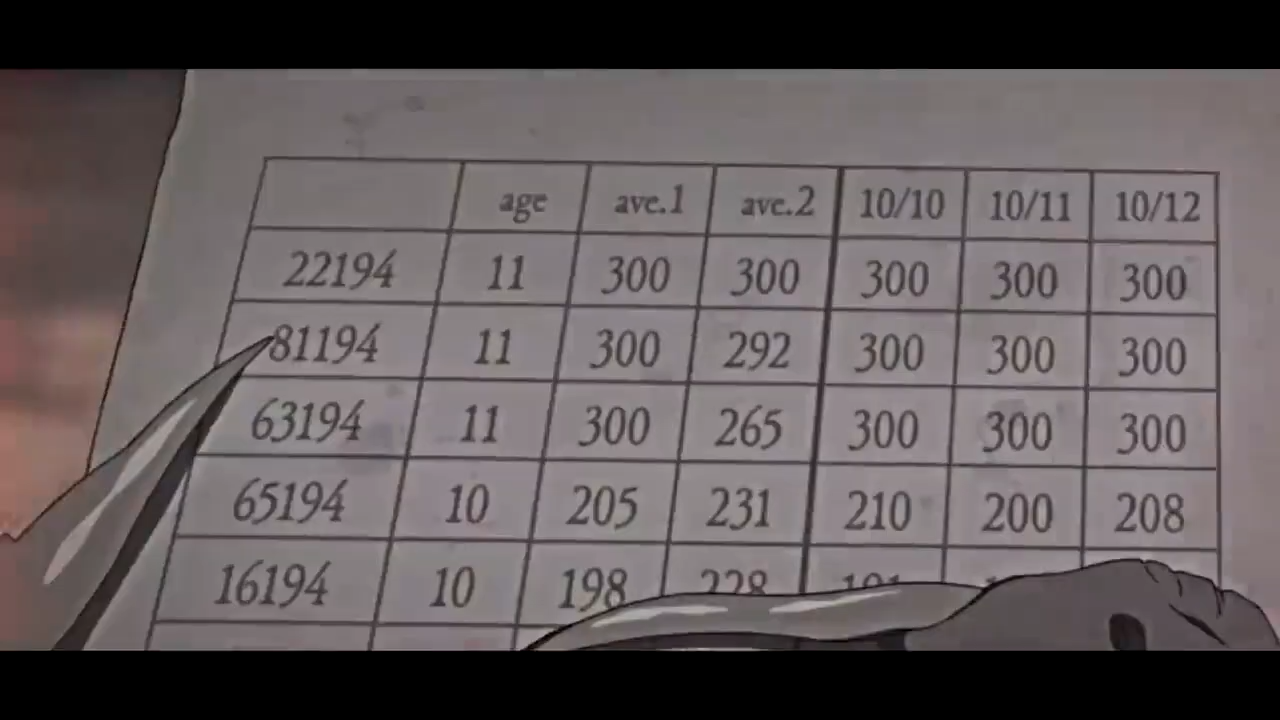 age ave.1 ave.2 10/10 10/11 10/12
22194 11 300 300 300 300 300
81194 11 300 292 300 300 300
63194 11 300 265 300 300 300
65194 10 205 231 210 200 208
16194 10 198 228